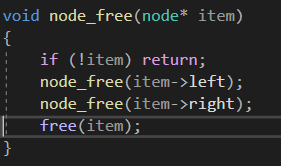 void node_free(node* item)
{
    if (!item) return;
    node_free(item->left);
    node_free(item->right);
    free(item);
}